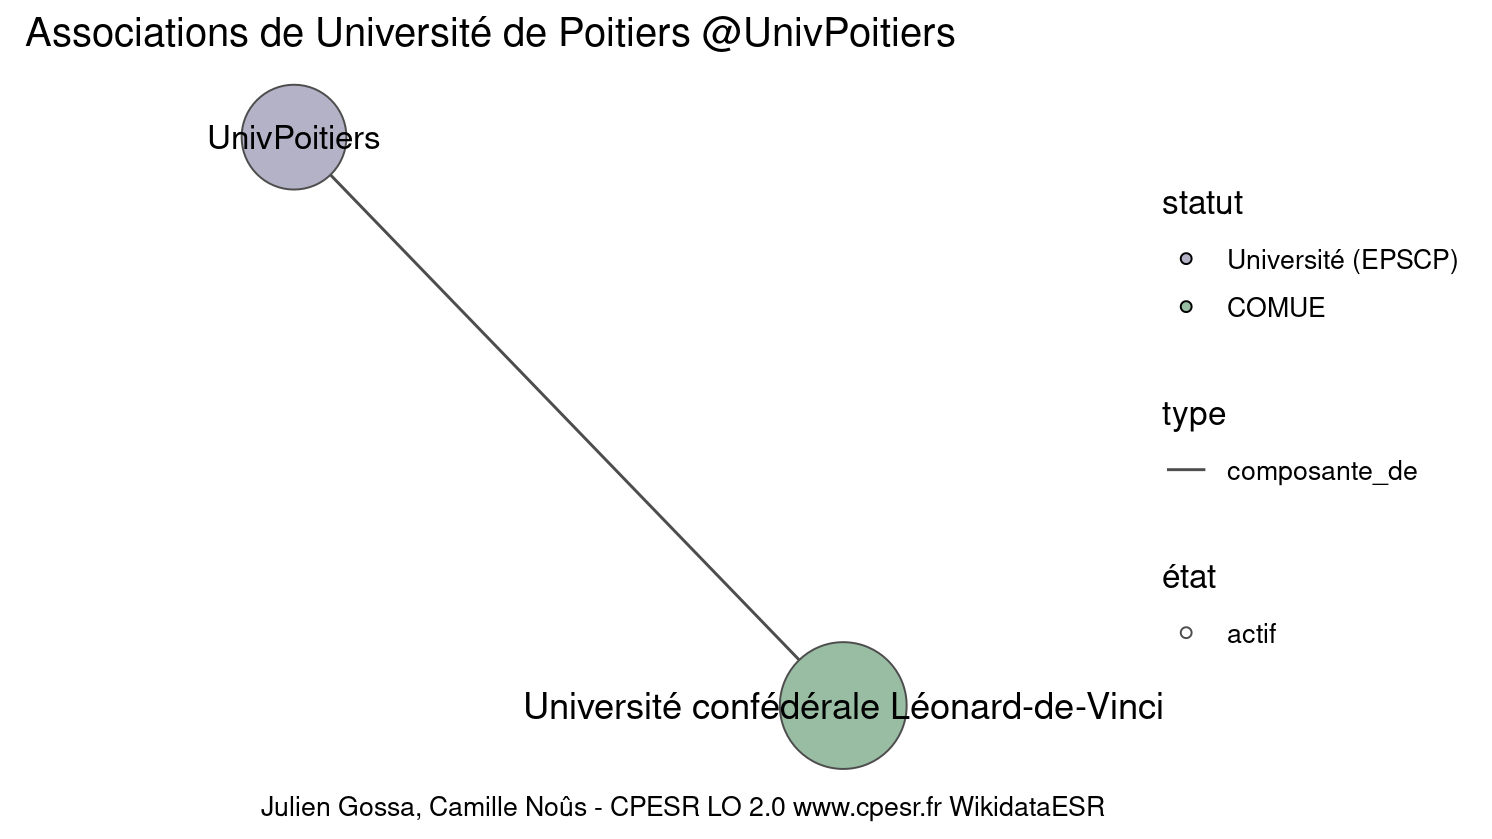 Associations de Université de Poitiers @UnivPoitiers
UnivPoitiers
statut
Université (EPSCP)
COMUE
type
composante_de
état
actif
Université confédérale Léonard-de-Vinci
Julien Gossa, Camille Noûs - CPESR LO 2.0 www.cpesr.fr WikidataESR